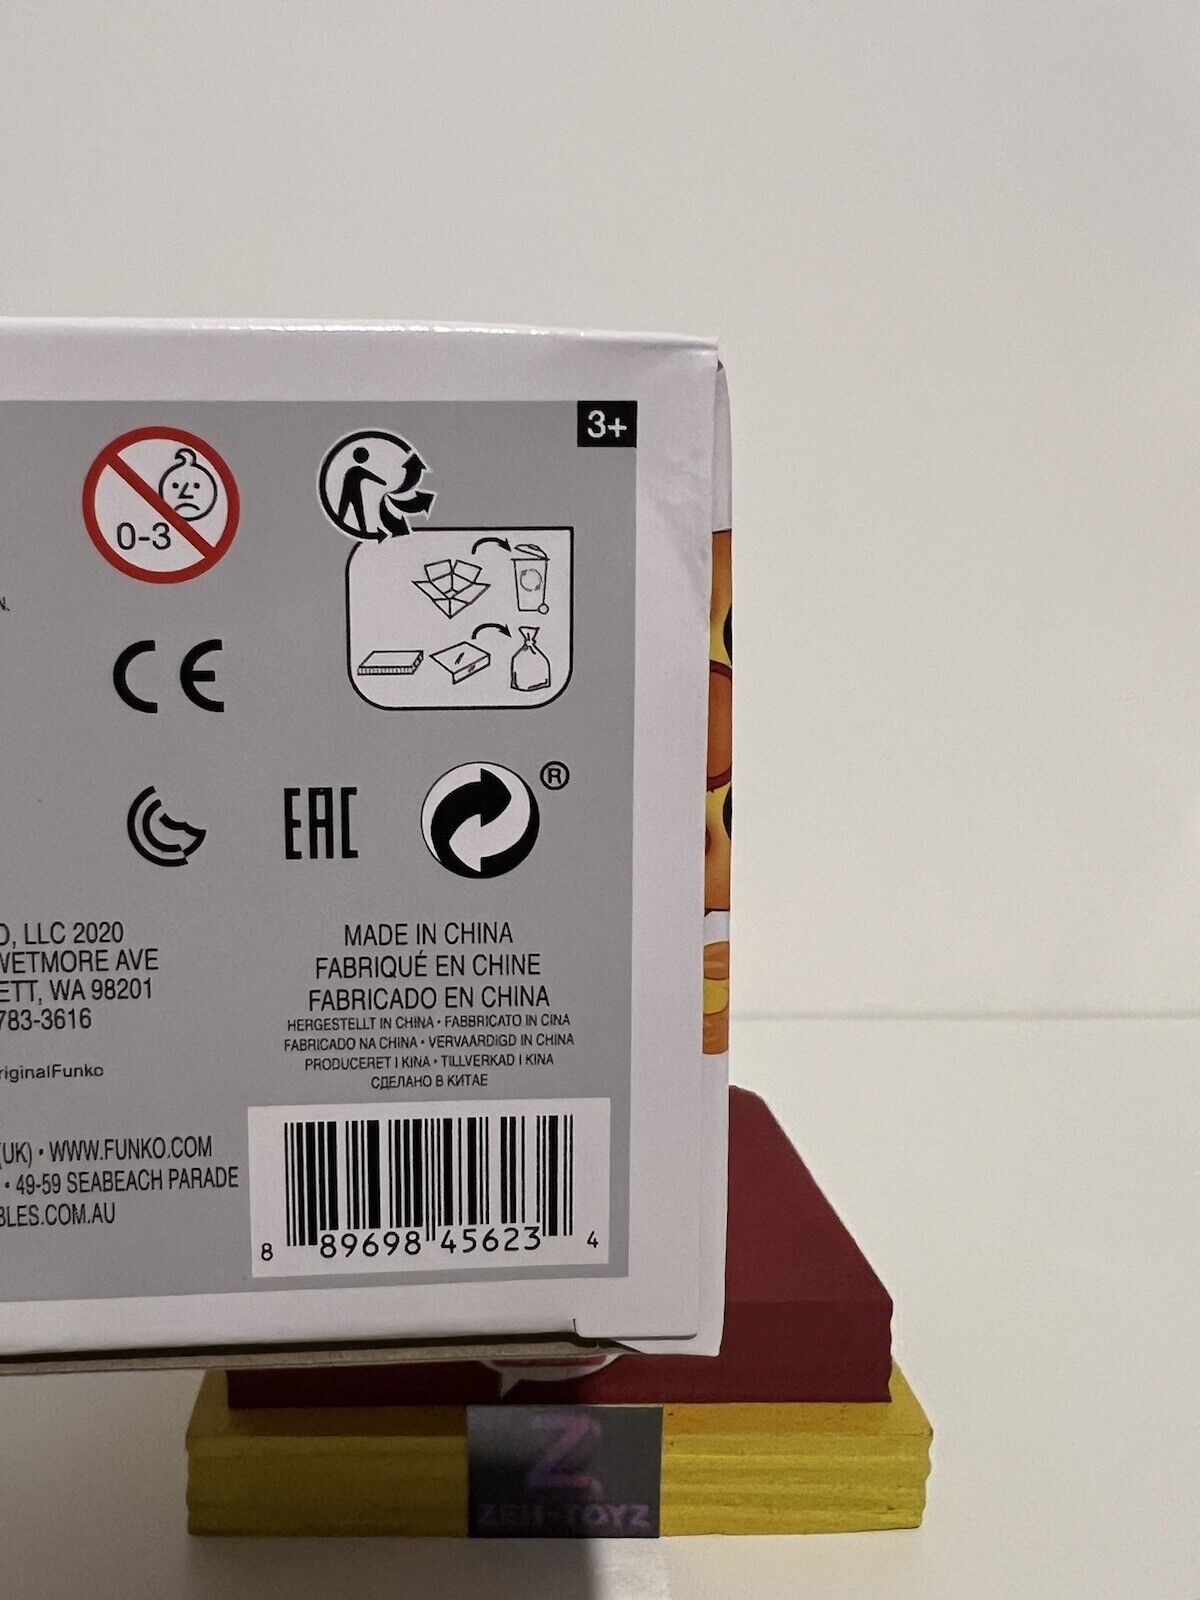 3+
0-3
N.
CE
EAC
®
O, LLC 2020
WETMORE AVE
ETT, WA 98201
783-3616
riginalFunko
(UK) • WWW.FUNKO.COM
• 49-59 SEABEACH PARADE
BLES.COM.AU
MADE IN CHINA
FABRIQUÉ EN CHINE
FABRICADO EN CHINA
HERGESTELLT IN CHINA • FABBRICATO IN CINA
FABRICADO NA CHINA • VERVAARDIGD IN CHINA
PRODUCERET I KINA • TILLVERKAD I KINA
СДЕЛАНО В КИТАЕ
8 89698 45623 4
Z
ZEH-TOYZ